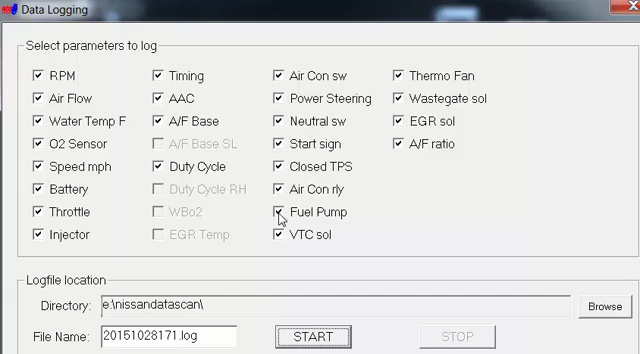 Data Logging
Select parameters to log
RPM Timing Air Con sw Thermo Fan
Air Flow AAC Power Steering Wastegate sol
Water Temp F A/F Base Neutral sw EGR sol
O2 Sensor A/F Base SL Start sign A/F ratio
Speed mph Duty Cycle Closed TPS
Battery Duty Cycle RH Air Con rly
Throttle WBo2 Fuel Pump
Injector EGR Temp VTC sol
Logfile location
Directory: e:\nissandatascan\ Browse
File Name: 20151028171.log START STOP